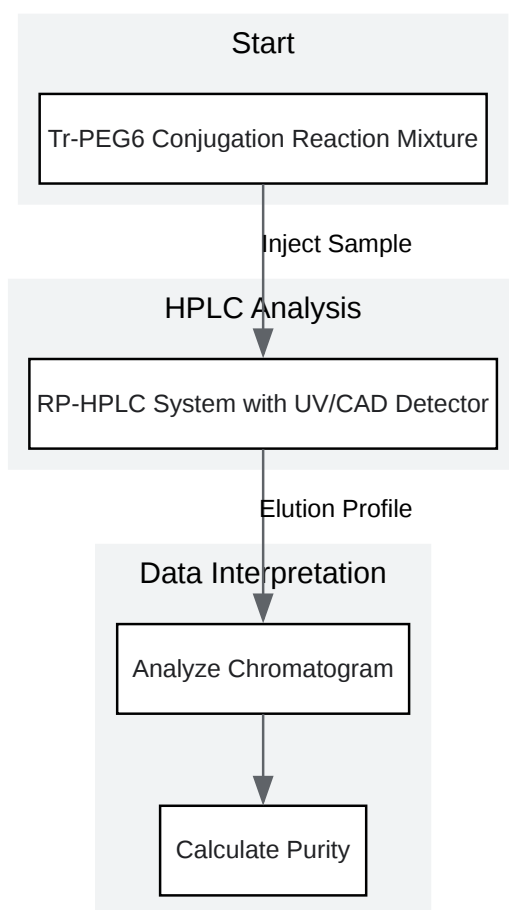 Start
Tr-PEG6 Conjugation Reaction Mixture
Inject Sample
HPLC Analysis
RP-HPLC System with UV/CAD Detector
Elution Profile
Data Interpretation
Analyze Chromatogram
Calculate Purity